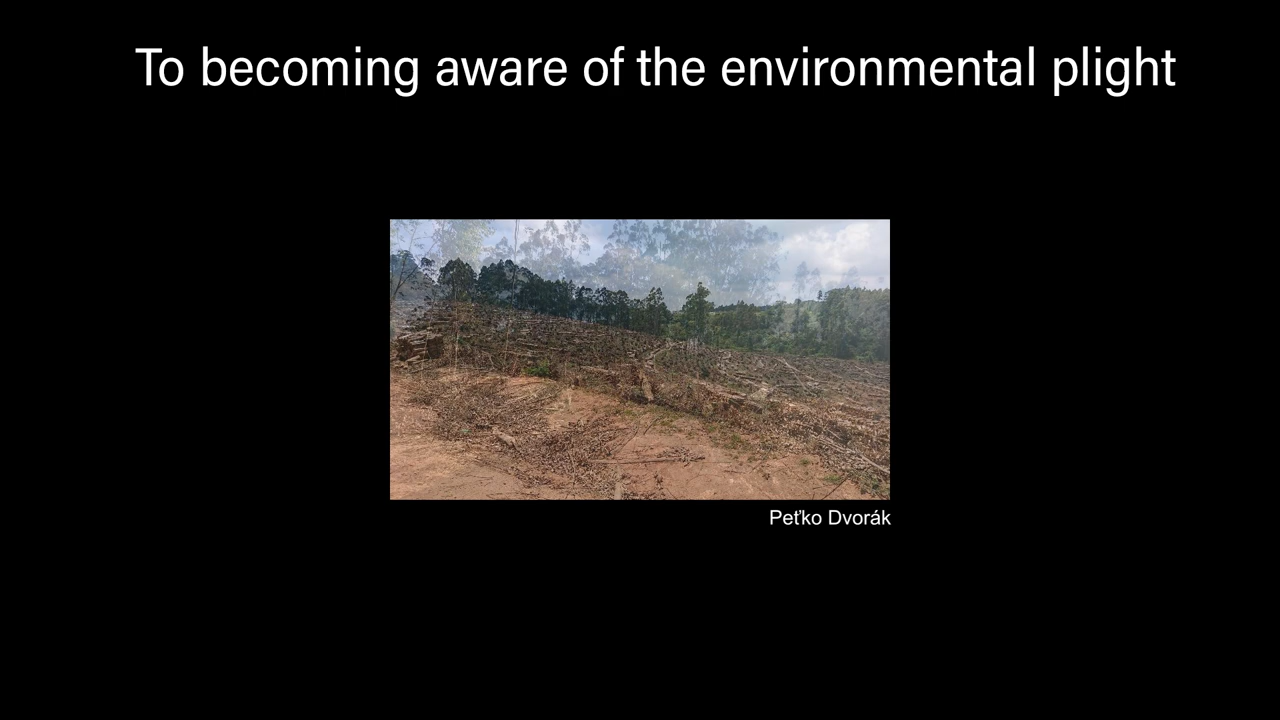 To becoming aware of the environmental plight
Peťko Dvorák